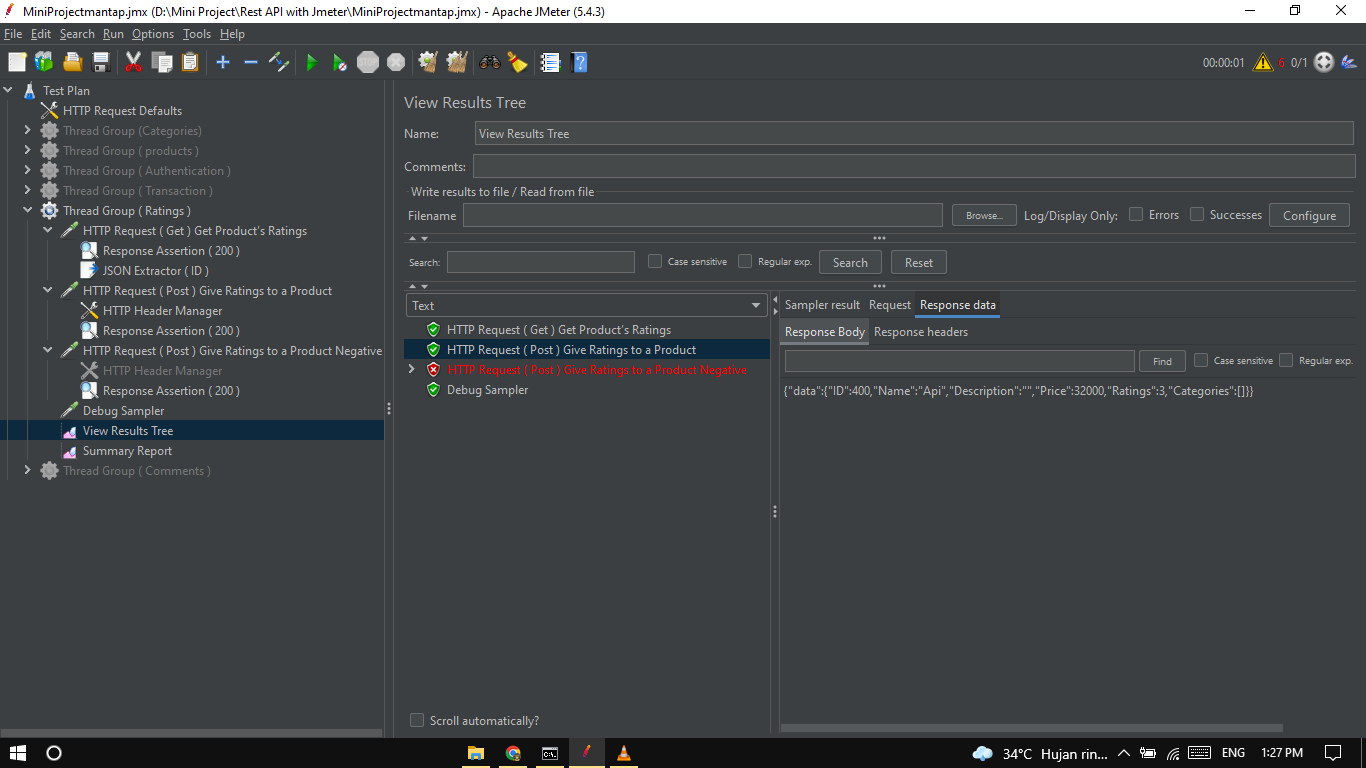 MiniProjectmantap.jmx (D:\Mini Project\Rest API with Jmeter\MiniProjectmantap.jmx) - Apache JMeter (5.4.3)
File Edit Search Run Options Tools Help
STOP 00:00:01 6 0/1
Test Plan
HTTP Request Defaults
Thread Group (Categories)
Thread Group ( products )
Thread Group ( Authentication )
Thread Group ( Transaction )
Thread Group ( Ratings )
HTTP Request ( Get ) Get Product's Ratings
Response Assertion ( 200 )
JSON Extractor ( ID )
HTTP Request ( Post ) Give Ratings to a Product
HTTP Header Manager
Response Assertion ( 200 )
HTTP Request ( Post ) Give Ratings to a Product Negative
HTTP Header Manager
Response Assertion ( 200 )
Debug Sampler
View Results Tree
Summary Report
Thread Group ( Comments )
View Results Tree
Name: View Results Tree
Comments:
Write results to file / Read from file
Filename Browse... Log/Display Only: Errors Successes Configure
Search: Case sensitive Regular exp. Search Reset
Text
HTTP Request ( Get ) Get Product's Ratings
HTTP Request ( Post ) Give Ratings to a Product
HTTP Request ( Post ) Give Ratings to a Product Negative
Debug Sampler
Scroll automatically?
Sampler result Request Response data
Response Body Response headers
Find Case sensitive Regular exp.
{"data":{"ID":400,"Name":"Api","Description":"","Price":32000,"Ratings":3,"Categories":[]}}
34°C Hujan rin... ENG 1:27 PM